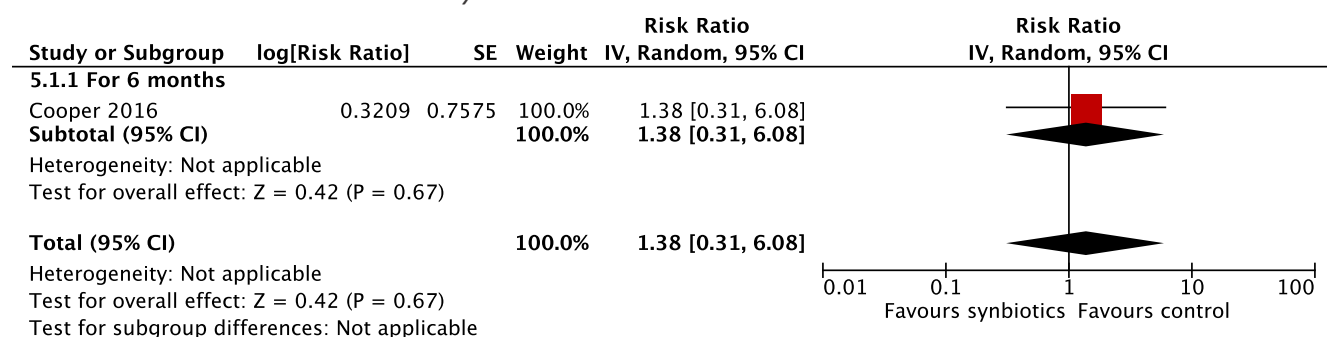 Risk Ratio Risk Ratio
Study or Subgroup log[Risk Ratio] SE Weight IV, Random, 95% CI IV, Random, 95% CI
5.1.1 For 6 months
Cooper 2016 0.3209 0.7575 100.0% 1.38 [0.31, 6.08]
Subtotal (95% CI) 100.0% 1.38 [0.31, 6.08]
Heterogeneity: Not applicable
Test for overall effect: Z = 0.42 (P = 0.67)
Total (95% CI) 100.0% 1.38 [0.31, 6.08]
Heterogeneity: Not applicable
Test for overall effect: Z = 0.42 (P = 0.67)
Test for subgroup differences: Not applicable
0.01 0.1 1 10 100
Favours synbiotics Favours control